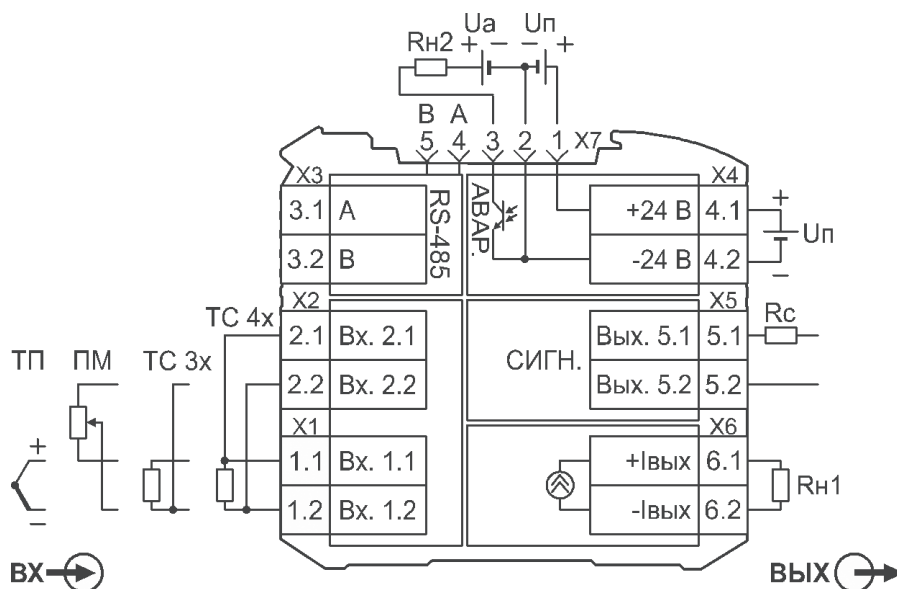 Uа Uп
Rн2 + − − +
B A
5 4 3 2 1 X7
X3 X4
3.1 A RS-485 АВАР. +24 В 4.1 +
Uп
3.2 B -24 В 4.2 −
X2 X5
ТС 4х Rc
2.1 Вх. 2.1 СИГН. Вых. 5.1 5.1
ТП ПМ ТС 3х
2.2 Вх. 2.2 Вых. 5.2 5.2
X1 X6
+ 1.1 Вх. 1.1 +Iвых 6.1
Rн1
− 1.2 Вх. 1.2 -Iвых 6.2
ВХ ВЫХ